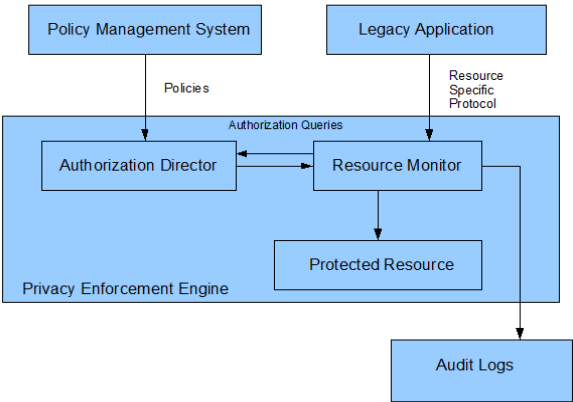 Policy Management System
Legacy Application
Policies
Resource
Specific
Protocol
Authorization Queries
Authorization Director
Resource Monitor
Protected Resource
Privacy Enforcement Engine
Audit Logs